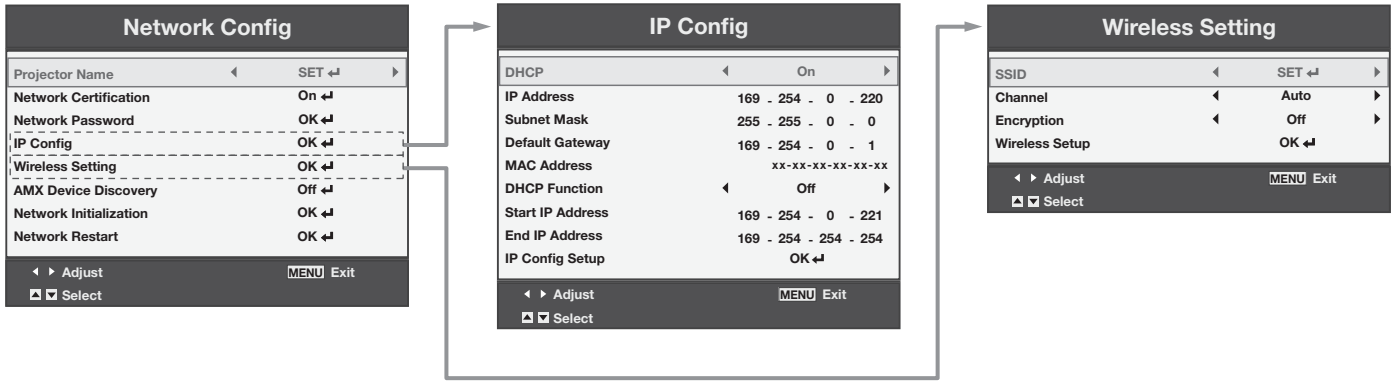 Network Config
Projector Name SET
Network Certification On
Network Password OK
IP Config OK
Wireless Setting OK
AMX Device Discovery Off
Network Initialization OK
Network Restart OK
Adjust MENU Exit
Select
IP Config
DHCP On
IP Address 169 - 254 - 0 - 220
Subnet Mask 255 - 255 - 0 - 0
Default Gateway 169 - 254 - 0 - 1
MAC Address xx-xx-xx-xx-xx-xx
DHCP Function Off
Start IP Address 169 - 254 - 0 - 221
End IP Address 169 - 254 - 254 - 254
IP Config Setup OK
Adjust MENU Exit
Select
Wireless Setting
SSID SET
Channel Auto
Encryption Off
Wireless Setup OK
Adjust MENU Exit
Select